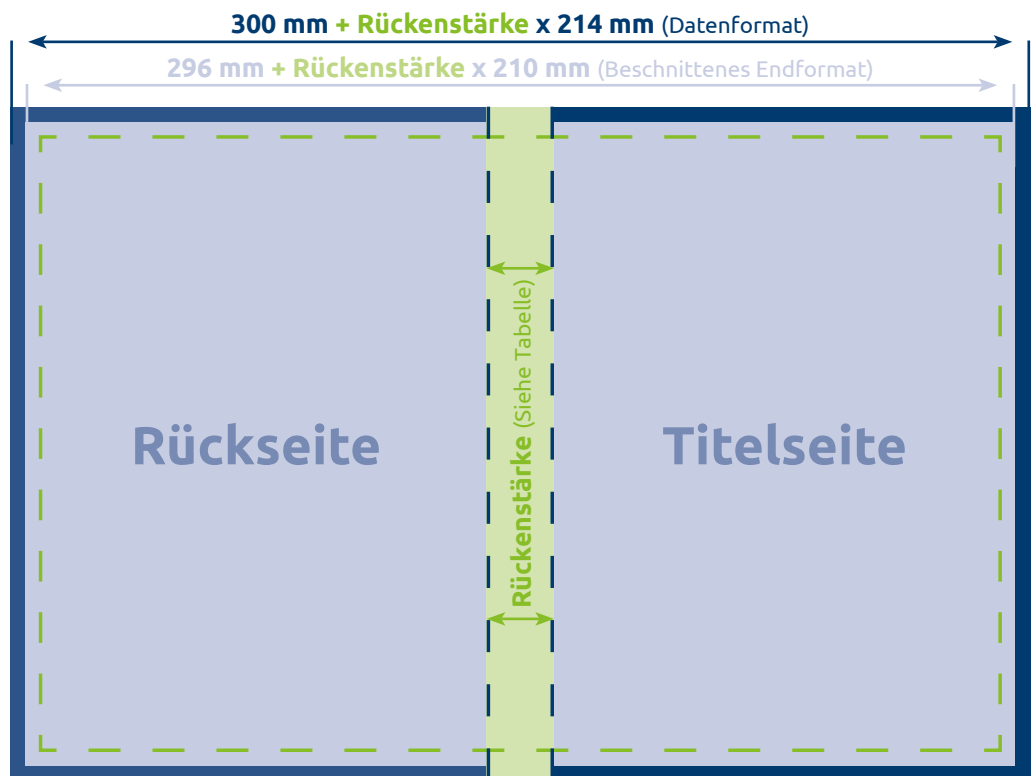 300 mm + Rückenstärke x 214 mm (Datenformat)
296 mm + Rückenstärke x 210 mm (Beschnittenes Endformat)
Rückseite
Rückenstärke (Siehe Tabelle)
Titelseite